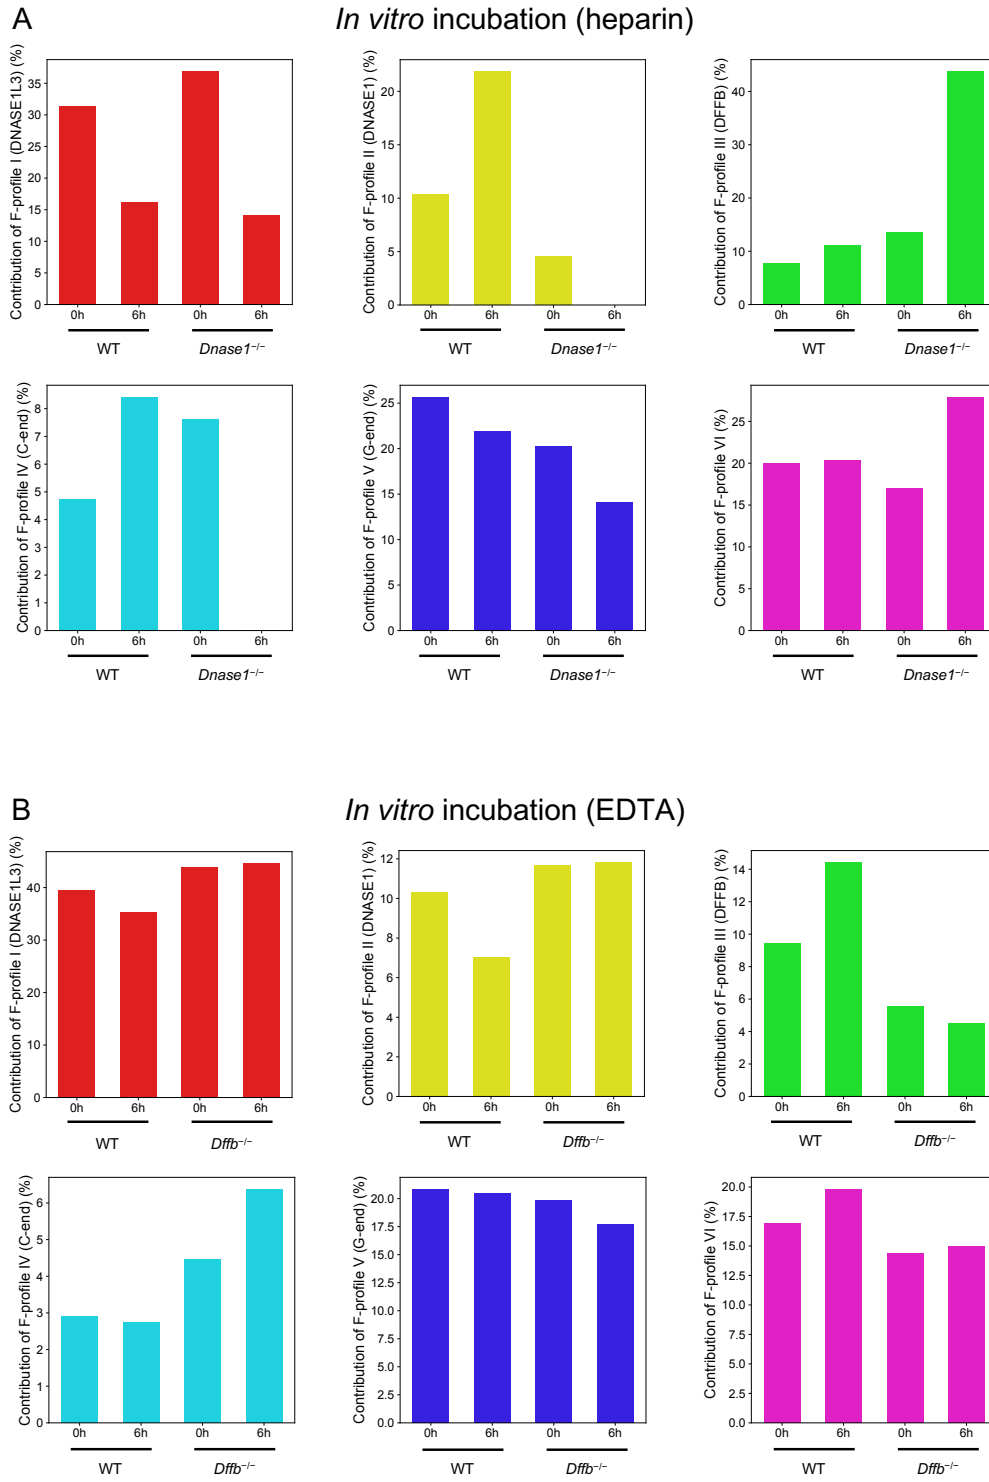 A
In vitro incubation (heparin)
Contribution of F-profile I (DNASE1L3) (%)
35
30
25
20
15
10
5
0
0h 6h 0h 6h
WT Dnase1⁻/⁻
Contribution of F-profile II (DNASE1) (%)
20
15
10
5
0
0h 6h 0h 6h
WT Dnase1⁻/⁻
Contribution of F-profile III (DFFB) (%)
40
30
20
10
0
0h 6h 0h 6h
WT Dnase1⁻/⁻
Contribution of F-profile IV (C-end) (%)
8
7
6
5
4
3
2
1
0
0h 6h 0h 6h
WT Dnase1⁻/⁻
Contribution of F-profile V (G-end) (%)
25
20
15
10
5
0
0h 6h 0h 6h
WT Dnase1⁻/⁻
Contribution of F-profile VI (%)
25
20
15
10
5
0
0h 6h 0h 6h
WT Dnase1⁻/⁻
B
In vitro incubation (EDTA)
Contribution of F-profile I (DNASE1L3) (%)
40
30
20
10
0
0h 6h 0h 6h
WT Dffb⁻/⁻
Contribution of F-profile II (DNASE1) (%)
12
10
8
6
4
2
0
0h 6h 0h 6h
WT Dffb⁻/⁻
Contribution of F-profile III (DFFB) (%)
14
12
10
8
6
4
2
0
0h 6h 0h 6h
WT Dffb⁻/⁻
Contribution of F-profile IV (C-end) (%)
6
5
4
3
2
1
0
0h 6h 0h 6h
WT Dffb⁻/⁻
Contribution of F-profile V (G-end) (%)
20.0
17.5
15.0
12.5
10.0
7.5
5.0
2.5
0.0
0h 6h 0h 6h
WT Dffb⁻/⁻
Contribution of F-profile VI (%)
20.0
17.5
15.0
12.5
10.0
7.5
5.0
2.5
0.0
0h 6h 0h 6h
WT Dffb⁻/⁻